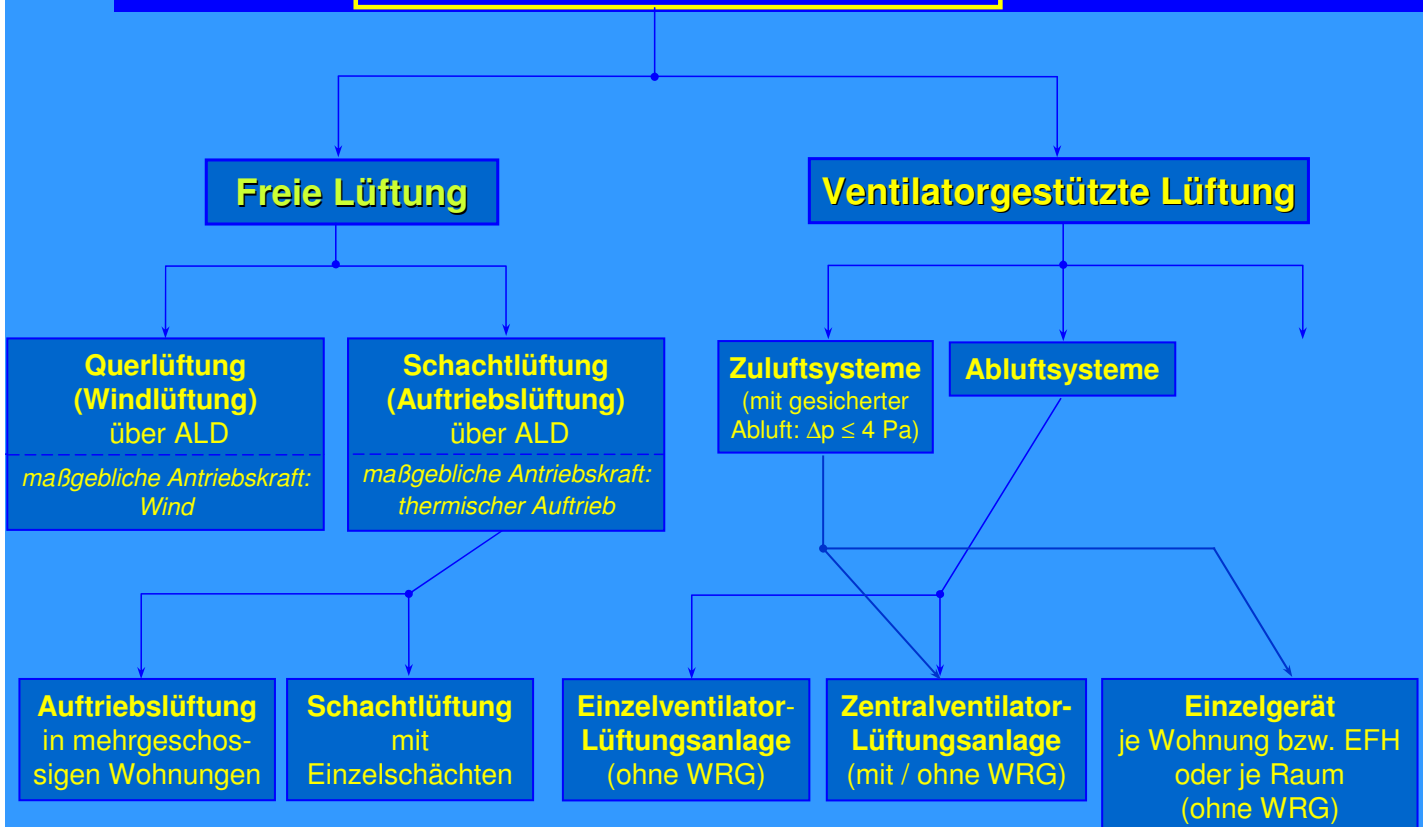 Freie Lüftung
Ventilatorgestützte Lüftung
Querlüftung
(Windlüftung)
über ALD
maßgebliche Antriebskraft:
Wind
Schachtlüftung
(Auftriebslüftung)
über ALD
maßgebliche Antriebskraft:
thermischer Auftrieb
Zuluftsysteme
(mit gesicherter
Abluft: Δp ≤ 4 Pa)
Abluftsysteme
Auftriebslüftung
in mehrgeschos-
sigen Wohnungen
Schachtlüftung
mit
Einzelschächten
Einzelventilator-
Lüftungsanlage
(ohne WRG)
Zentralventilator-
Lüftungsanlage
(mit / ohne WRG)
Einzelgerät
je Wohnung bzw. EFH
oder je Raum
(ohne WRG)